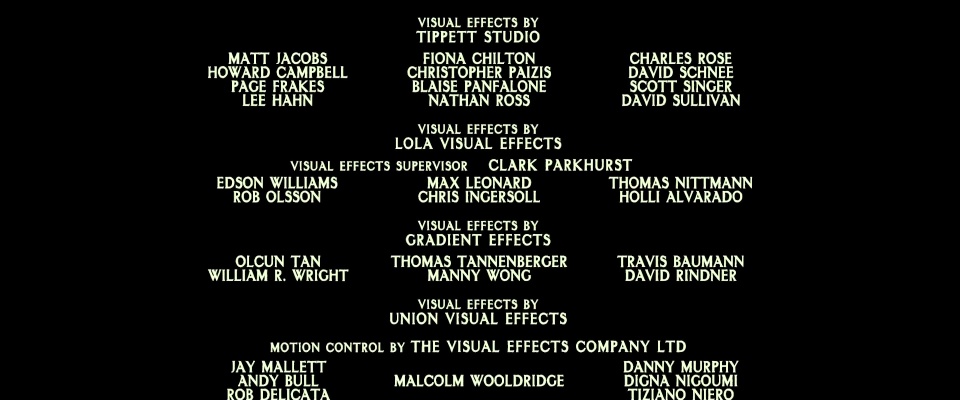 VISUAL EFFECTS BY
TIPPETT STUDIO
MATT JACOBS FIONA CHILTON CHARLES ROSE
HOWARD CAMPBELL CHRISTOPHER PAIZIS DAVID SCHNEE
PAGE FRAKES BLAISE PANFALONE SCOTT SINGER
LEE HAHN NATHAN ROSS DAVID SULLIVAN
VISUAL EFFECTS BY
LOLA VISUAL EFFECTS
VISUAL EFFECTS SUPERVISOR CLARK PARKHURST
EDSON WILLIAMS MAX LEONARD THOMAS NITTMANN
ROB OLSSON CHRIS INGERSOLL HOLLI ALVARADO
VISUAL EFFECTS BY
GRADIENT EFFECTS
OLCUN TAN THOMAS TANNENBERGER TRAVIS BAUMANN
WILLIAM R. WRIGHT MANNY WONG DAVID RINDNER
VISUAL EFFECTS BY
UNION VISUAL EFFECTS
MOTION CONTROL BY THE VISUAL EFFECTS COMPANY LTD
JAY MALLETT DANNY MURPHY
ANDY BULL MALCOLM WOOLDRIDGE DIGNA NIGOUMI
ROB DELICATA TIZIANO NIERO